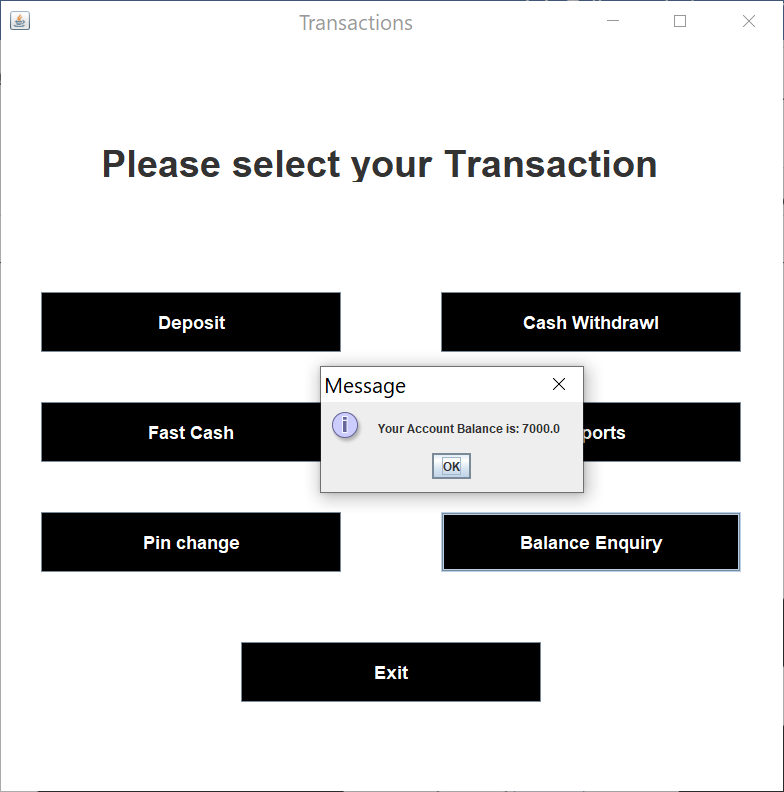 Transactions
Please select your Transaction
Deposit
Cash Withdrawl
Message
Your Account Balance is: 7000.0
OK
Fast Cash
ports
Pin change
Balance Enquiry
Exit